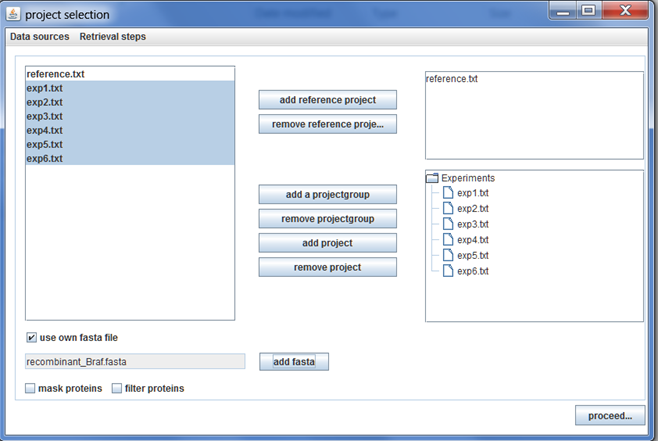 project selection
Data sources Retrieval steps
reference.txt
exp1.txt
exp2.txt
exp3.txt
exp4.txt
exp5.txt
exp6.txt
add reference project
remove reference proje...
add a projectgroup
remove projectgroup
add project
remove project
reference.txt
Experiments
exp1.txt
exp2.txt
exp3.txt
exp4.txt
exp5.txt
exp6.txt
use own fasta file
recombinant_Braf.fasta
add fasta
mask proteins filter proteins
proceed...